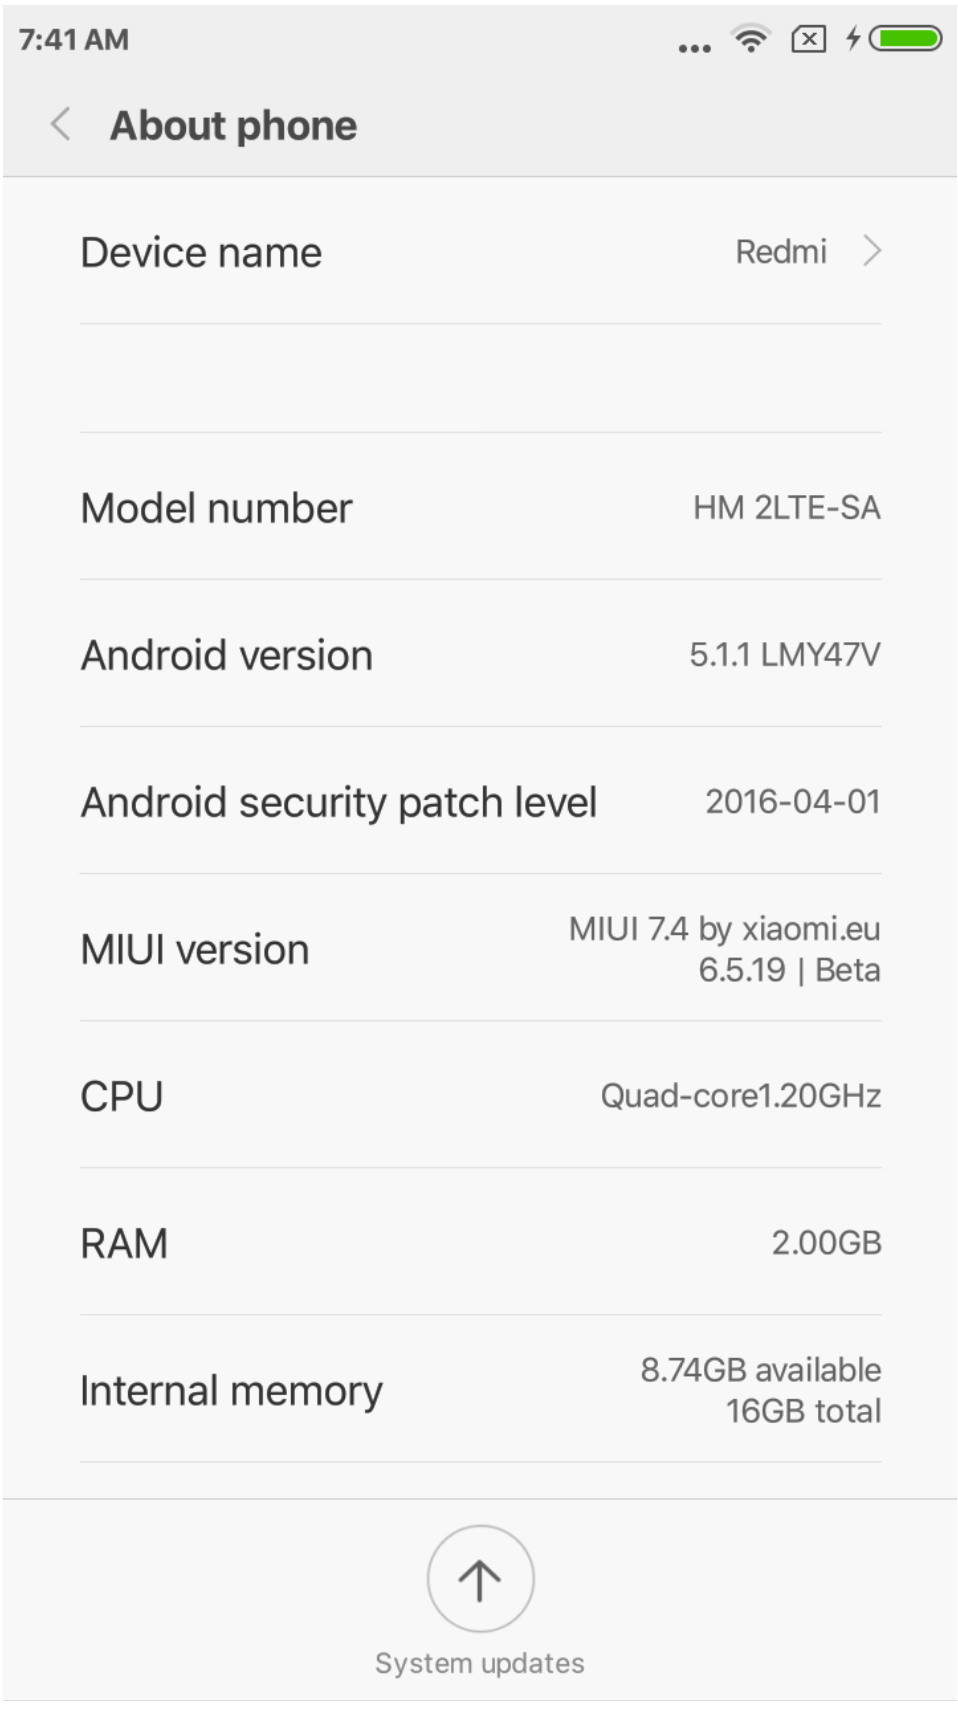 7:41 AM
About phone
Device name Redmi
Model number HM 2LTE-SA
Android version 5.1.1 LMY47V
Android security patch level 2016-04-01
MIUI version MIUI 7.4 by xiaomi.eu
6.5.19 | Beta
CPU Quad-core1.20GHz
RAM 2.00GB
Internal memory 8.74GB available
16GB total
System updates